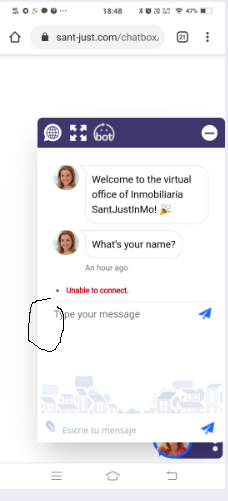 18:48 47%
sant-just.com/chatbox/ 21
bot
Welcome to the virtual
office of Inmobiliaria
SantJustInMo! 🎉
What's your name?
An hour ago
Unable to connect.
Type your message
Escirie tu mensaje